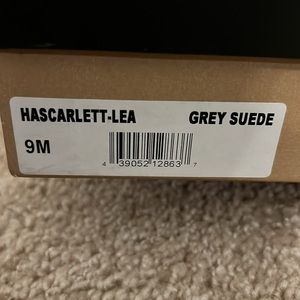 HASCARLETT-LEA GREY SUEDE
9M
4 39052 12863 7